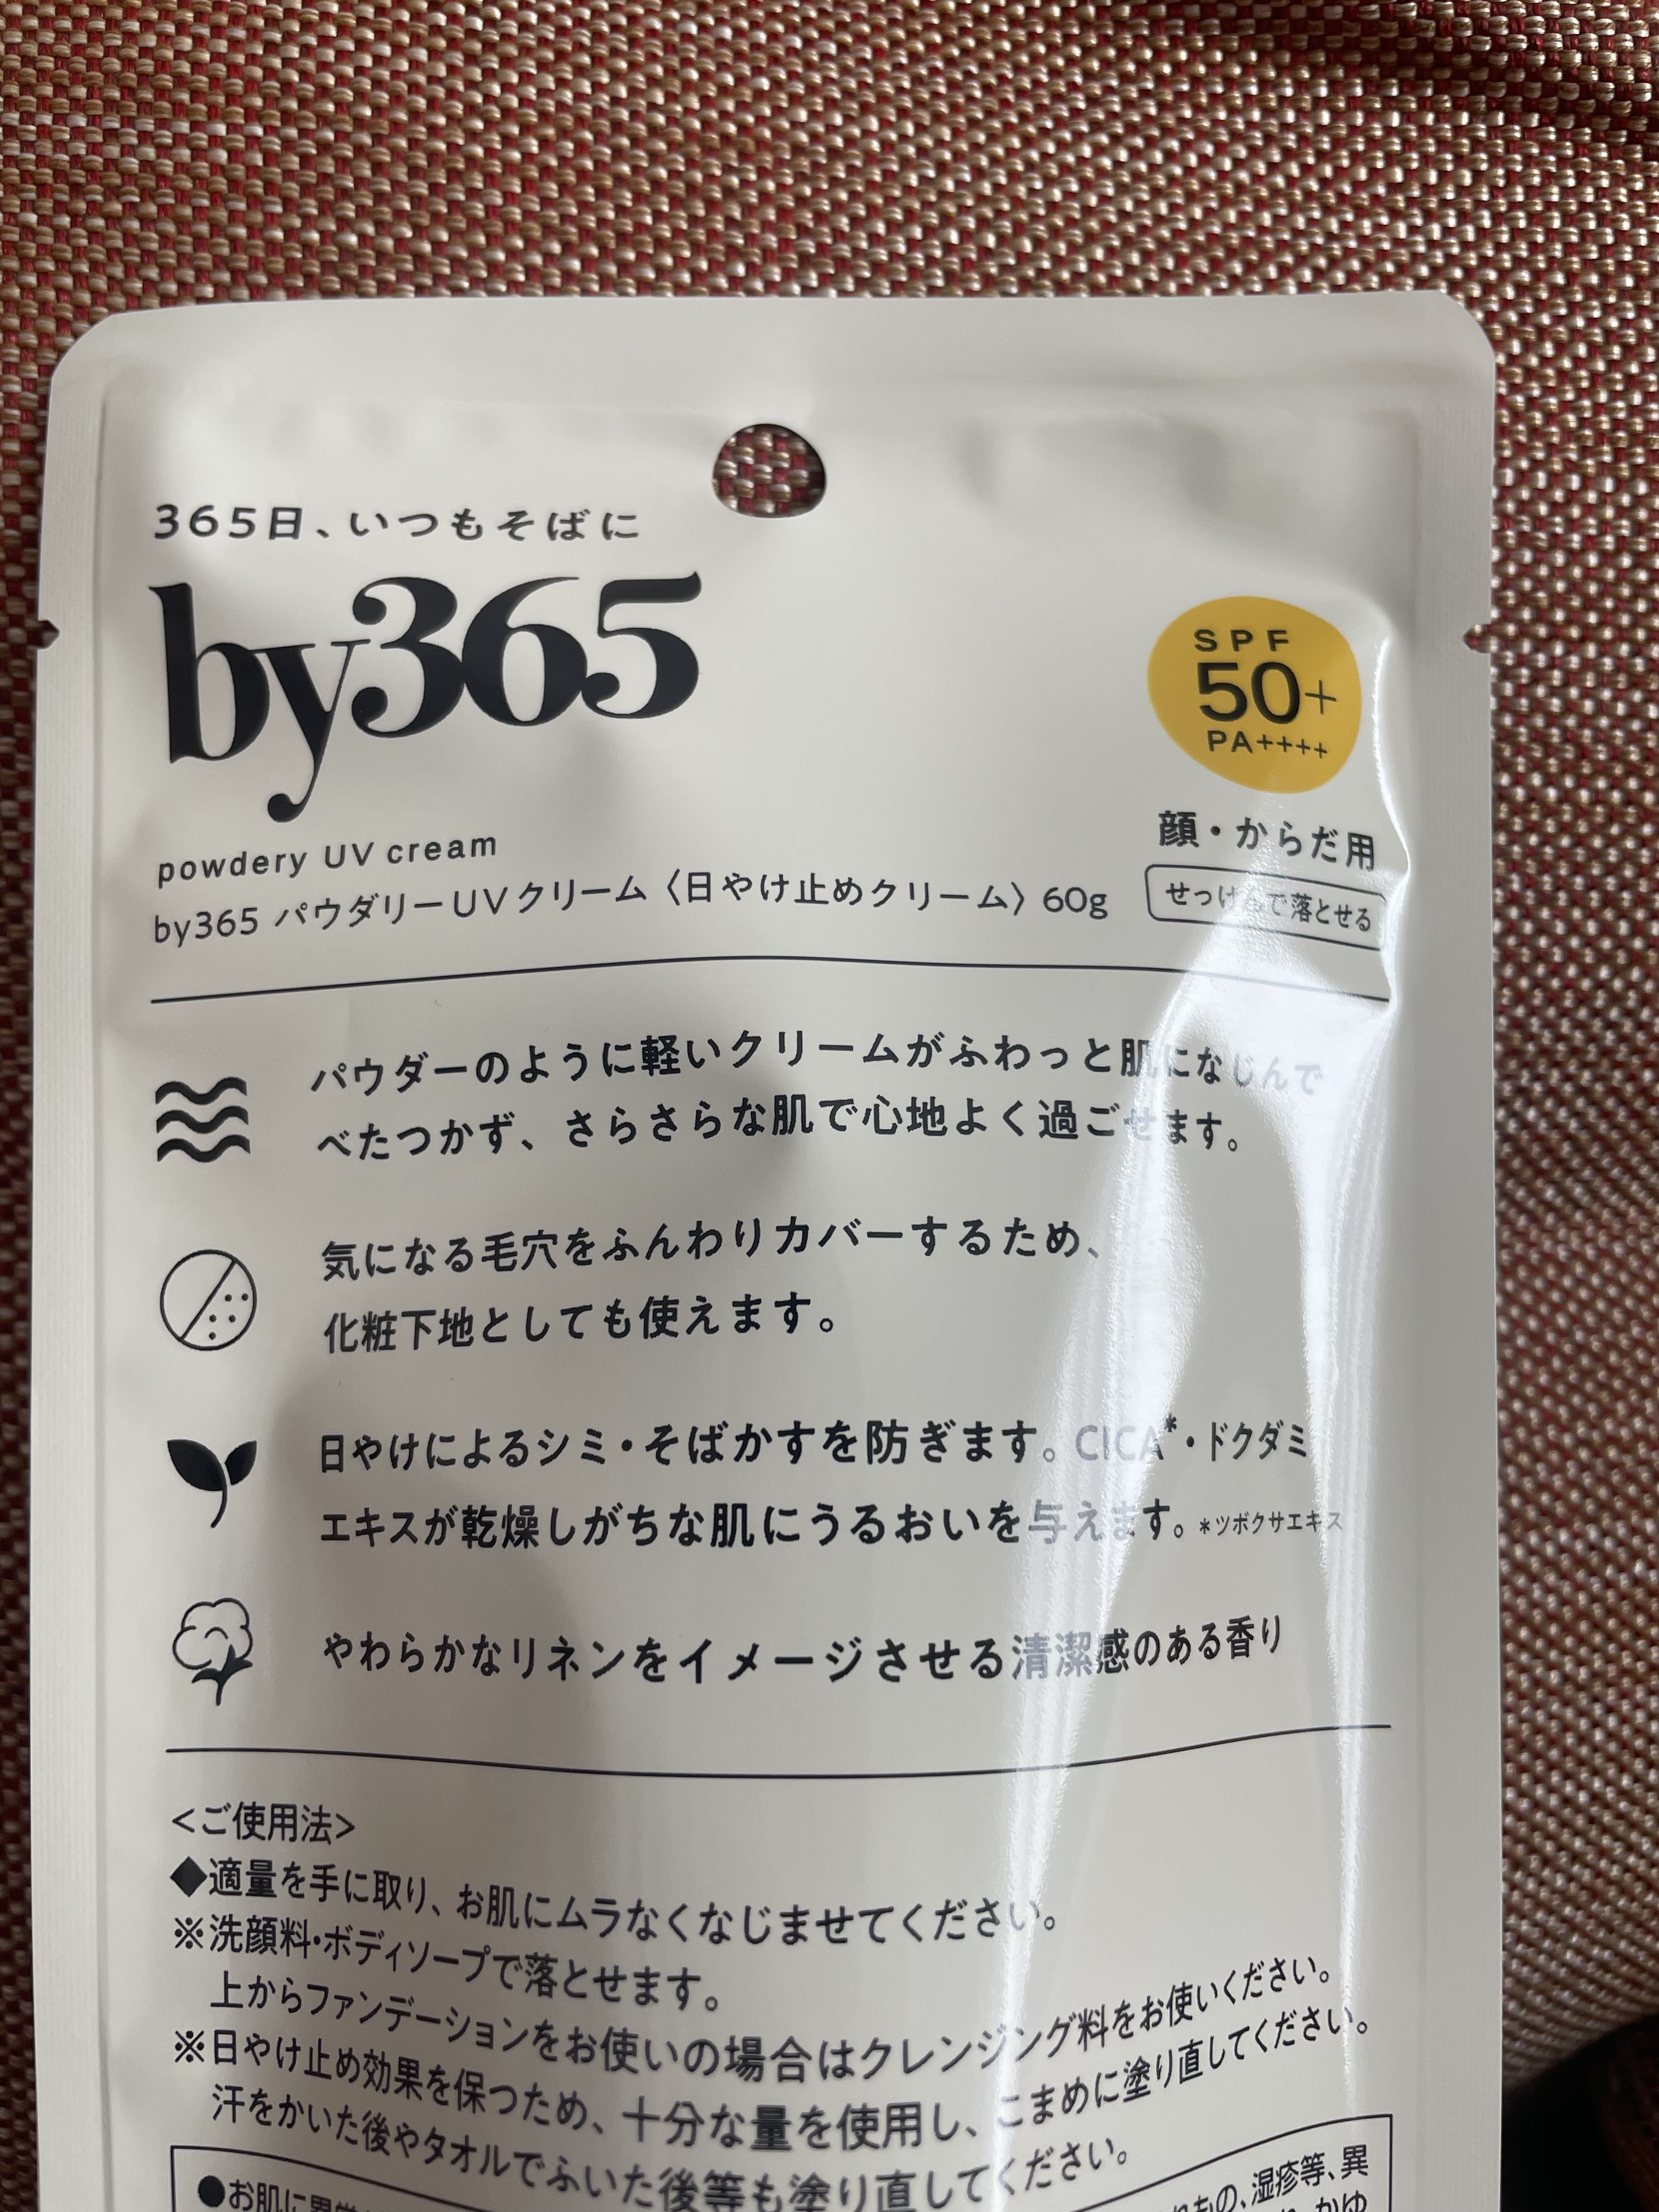 365日、いつもそばに
by365
SPF
50+
PA++++
powdery UV cream
by365 パウダリーUVクリーム〈日やけ止めクリーム〉60g
顔・からだ用
せっけんで落とせる
パウダーのように軽いクリームがふわっと肌になじんで
べたつかず、さらさらな肌で心地よく過ごせます。
気になる毛穴をふんわりカバーするため、
化粧下地としても使えます。
日やけによるシミ・そばかすを防ぎます。CICA*・ドクダミ
エキスが乾燥しがちな肌にうるおいを与えます。*ツボクサエキス
やわらかなリネンをイメージさせる清潔感のある香り
<ご使用法>
◆適量を手に取り、お肌にムラなくなじませてください。
※洗顔料・ボディソープで落とせます。
上からファンデーションをお使いの場合はクレンジング料をお使いください。
※日やけ止め効果を保つため、十分な量を使用し、こまめに塗り直してください。
汗をかいた後やタオルでふいた後等も塗り直してください。
●お肌に異常 の、湿疹等、異
かゆ